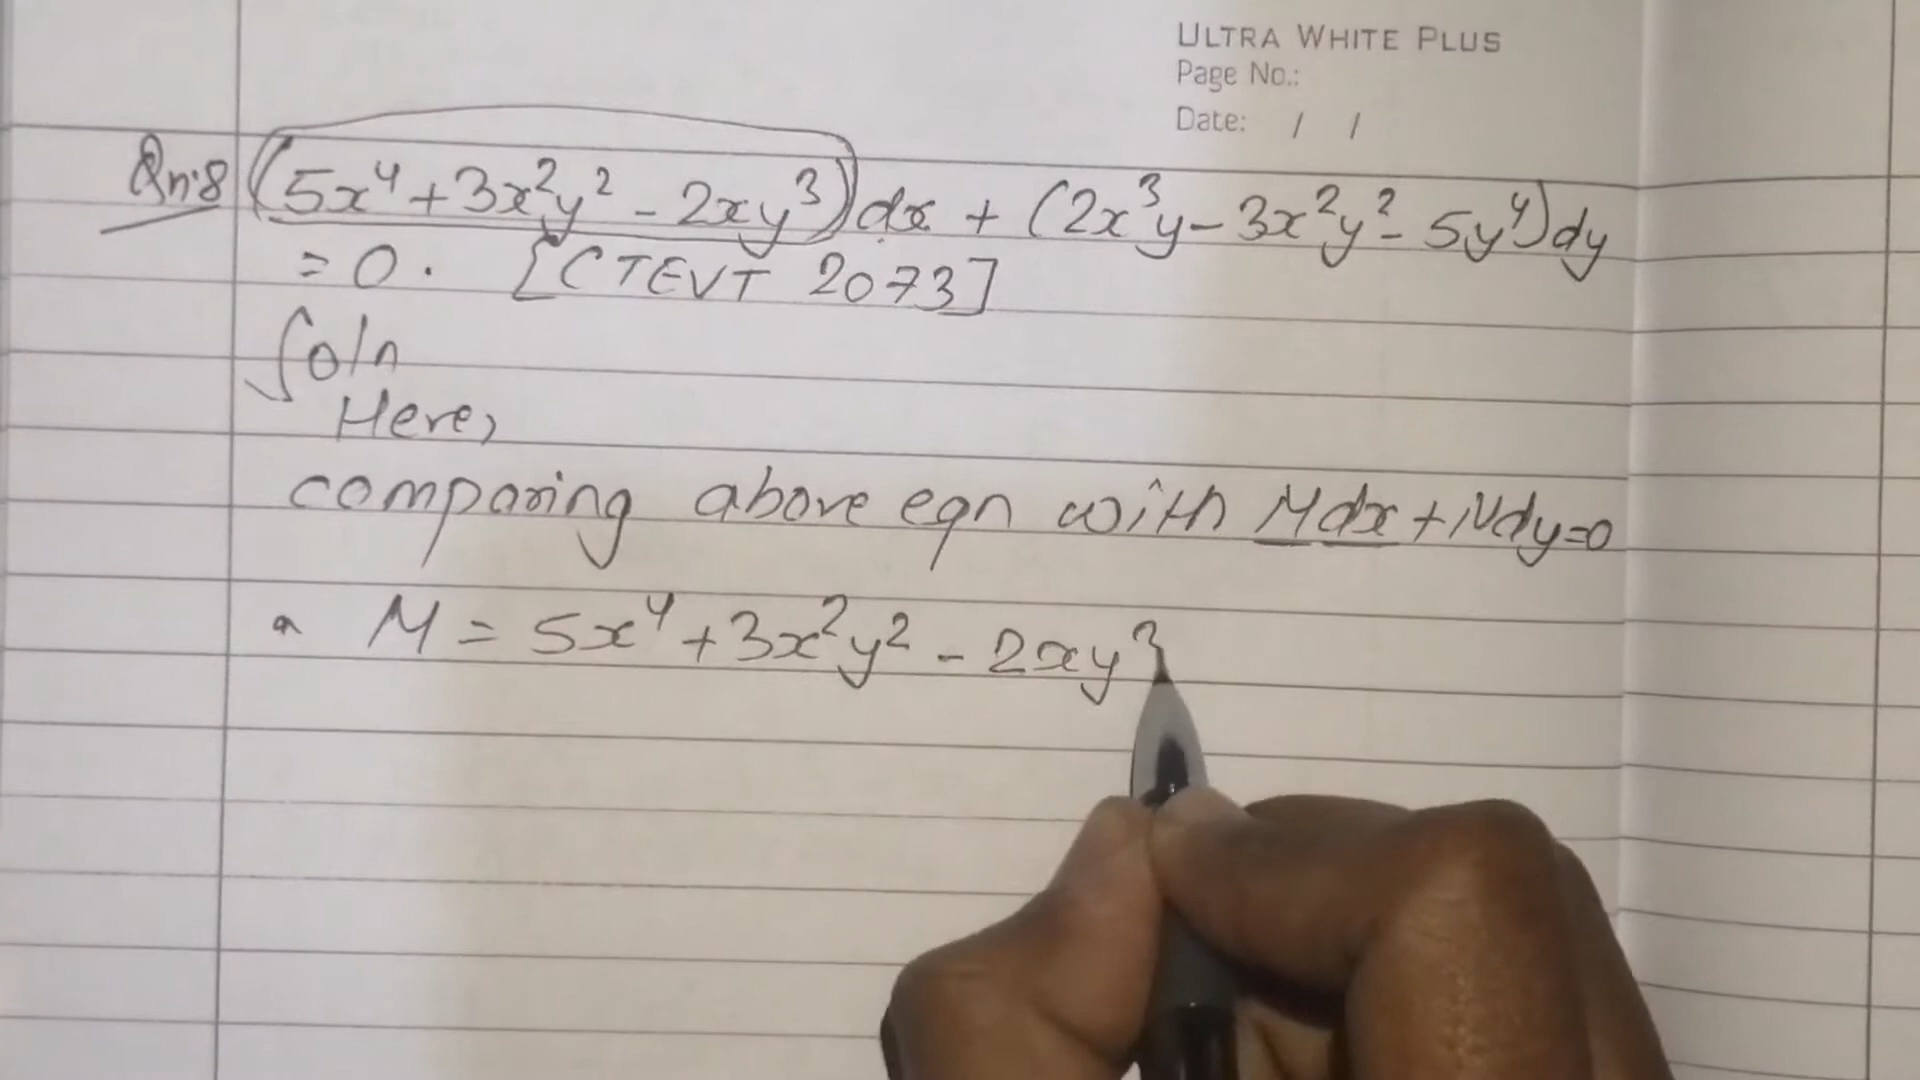 ULTRA WHITE PLUS
Page No.:
Date: / /
Qn.8 (5x⁴ + 3x²y² - 2xy³)dx + (2x³y - 3x²y² - 5y⁴)dy
= 0. [CTEVT 2073]
Soln
Here,
comparing above eqn with Mdx + Ndy = 0
M = 5x⁴ + 3x²y² - 2xy³